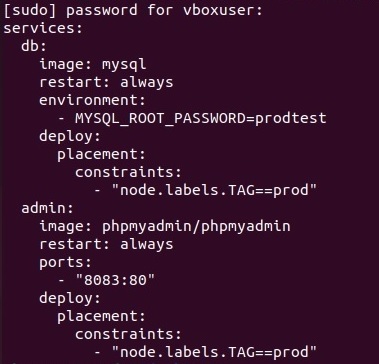 [sudo] password for vboxuser:
services:
  db:
    image: mysql
    restart: always
    environment:
      - MYSQL_ROOT_PASSWORD=prodtest
    deploy:
      placement:
        constraints:
          - "node.labels.TAG==prod"
  admin:
    image: phpmyadmin/phpmyadmin
    restart: always
    ports:
      - "8083:80"
    deploy:
      placement:
        constraints:
          - "node.labels.TAG==prod"